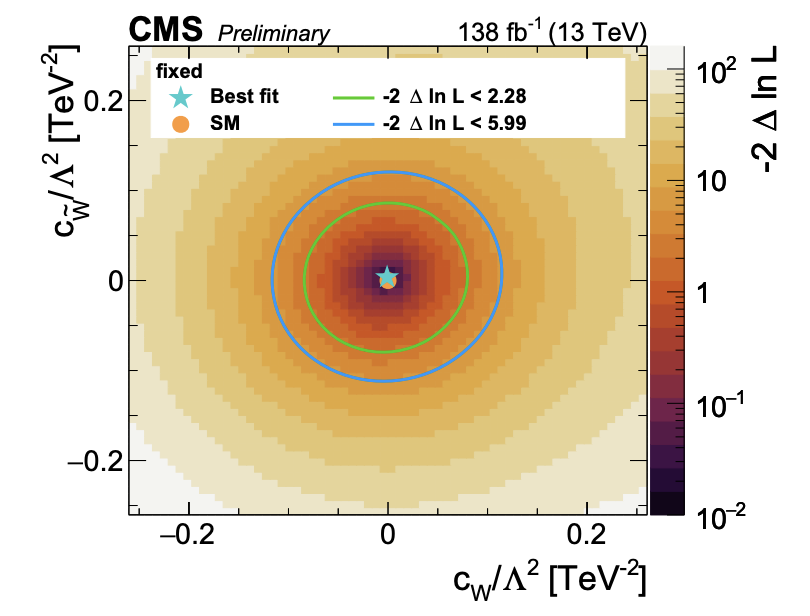 CMS Preliminary 138 fb⁻¹ (13 TeV)
fixed
Best fit -2 Δ ln L < 2.28
SM -2 Δ ln L < 5.99
c_W̃/Λ² [TeV⁻²]
0.2
0
−0.2
−0.2 0 0.2
c_W/Λ² [TeV⁻²]
10²
10
1
10⁻¹
10⁻²
-2 Δ ln L